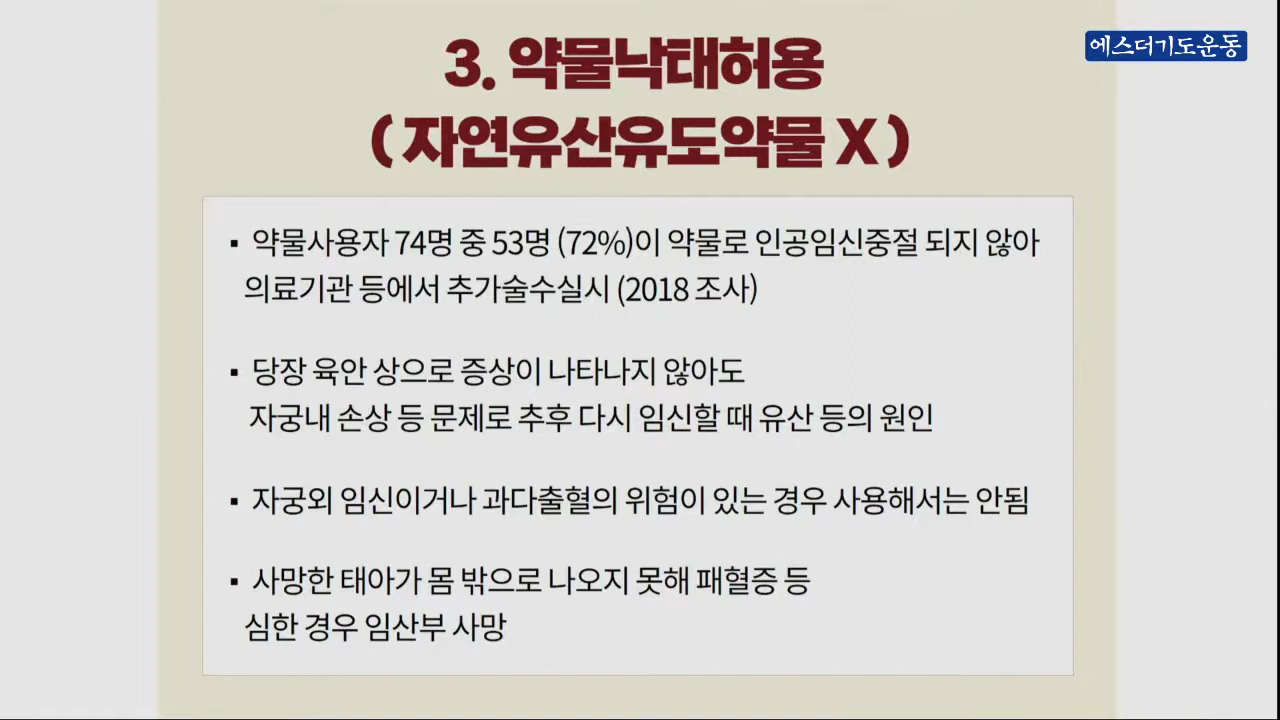 에스더기도운동
3. 약물낙태허용
( 자연유산유도약물 X )
▪ 약물사용자 74명 중 53명 (72%)이 약물로 인공임신중절 되지 않아
의료기관 등에서 추가술수실시 (2018 조사)
▪ 당장 육안 상으로 증상이 나타나지 않아도
자궁내 손상 등 문제로 추후 다시 임신할 때 유산 등의 원인
▪ 자궁외 임신이거나 과다출혈의 위험이 있는 경우 사용해서는 안됨
▪ 사망한 태아가 몸 밖으로 나오지 못해 패혈증 등
심한 경우 임산부 사망